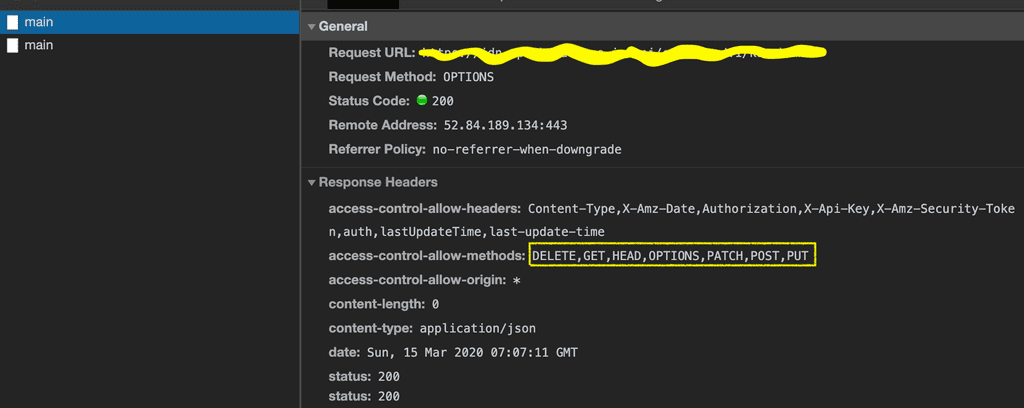 main
main
General
Request URL:
Request Method: OPTIONS
Status Code: 200
Remote Address: 52.84.189.134:443
Referrer Policy: no-referrer-when-downgrade
Response Headers
access-control-allow-headers: Content-Type,X-Amz-Date,Authorization,X-Api-Key,X-Amz-Security-Toke
n,auth,lastUpdateTime,last-update-time
access-control-allow-methods: DELETE,GET,HEAD,OPTIONS,PATCH,POST,PUT
access-control-allow-origin: *
content-length: 0
content-type: application/json
date: Sun, 15 Mar 2020 07:07:11 GMT
status: 200
status: 200